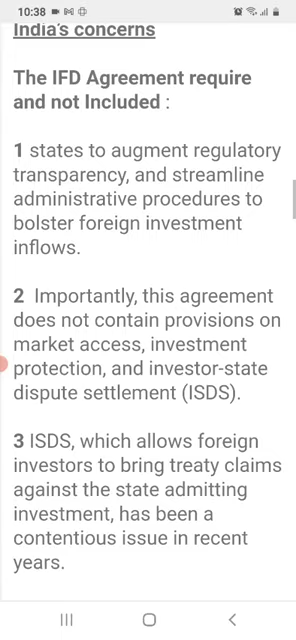 10:38
India's concerns
The IFD Agreement require
and not Included :
1 states to augment regulatory
transparency, and streamline
administrative procedures to
bolster foreign investment
inflows.
2 Importantly, this agreement
does not contain provisions on
market access, investment
protection, and investor-state
dispute settlement (ISDS).
3 ISDS, which allows foreign
investors to bring treaty claims
against the state admitting
investment, has been a
contentious issue in recent
years.